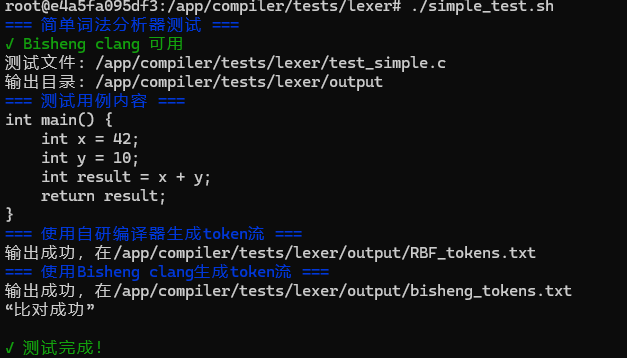 root@e4a5fa095df3:/app/compiler/tests/lexer# ./simple_test.sh
=== 简单词法分析器测试 ===
✓ Bisheng clang 可用
测试文件: /app/compiler/tests/lexer/test_simple.c
输出目录: /app/compiler/tests/lexer/output
=== 测试用例内容 ===
int main() {
    int x = 42;
    int y = 10;
    int result = x + y;
    return result;
}
=== 使用自研编译器生成token流 ===
输出成功，在/app/compiler/tests/lexer/output/RBF_tokens.txt
=== 使用Bisheng clang生成token流 ===
输出成功，在/app/compiler/tests/lexer/output/bisheng_tokens.txt
“比对成功”
✓ 测试完成！